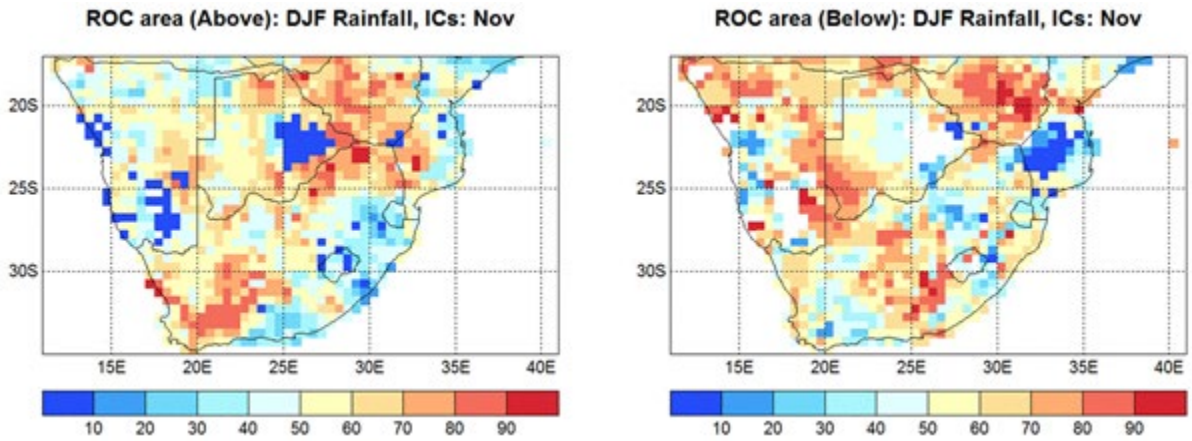 ROC area (Above): DJF Rainfall, ICs: Nov
20S
25S
30S
15E 20E 25E 30E 35E 40E
10 20 30 40 50 60 70 80 90
ROC area (Below): DJF Rainfall, ICs: Nov
20S
25S
30S
15E 20E 25E 30E 35E 40E
10 20 30 40 50 60 70 80 90